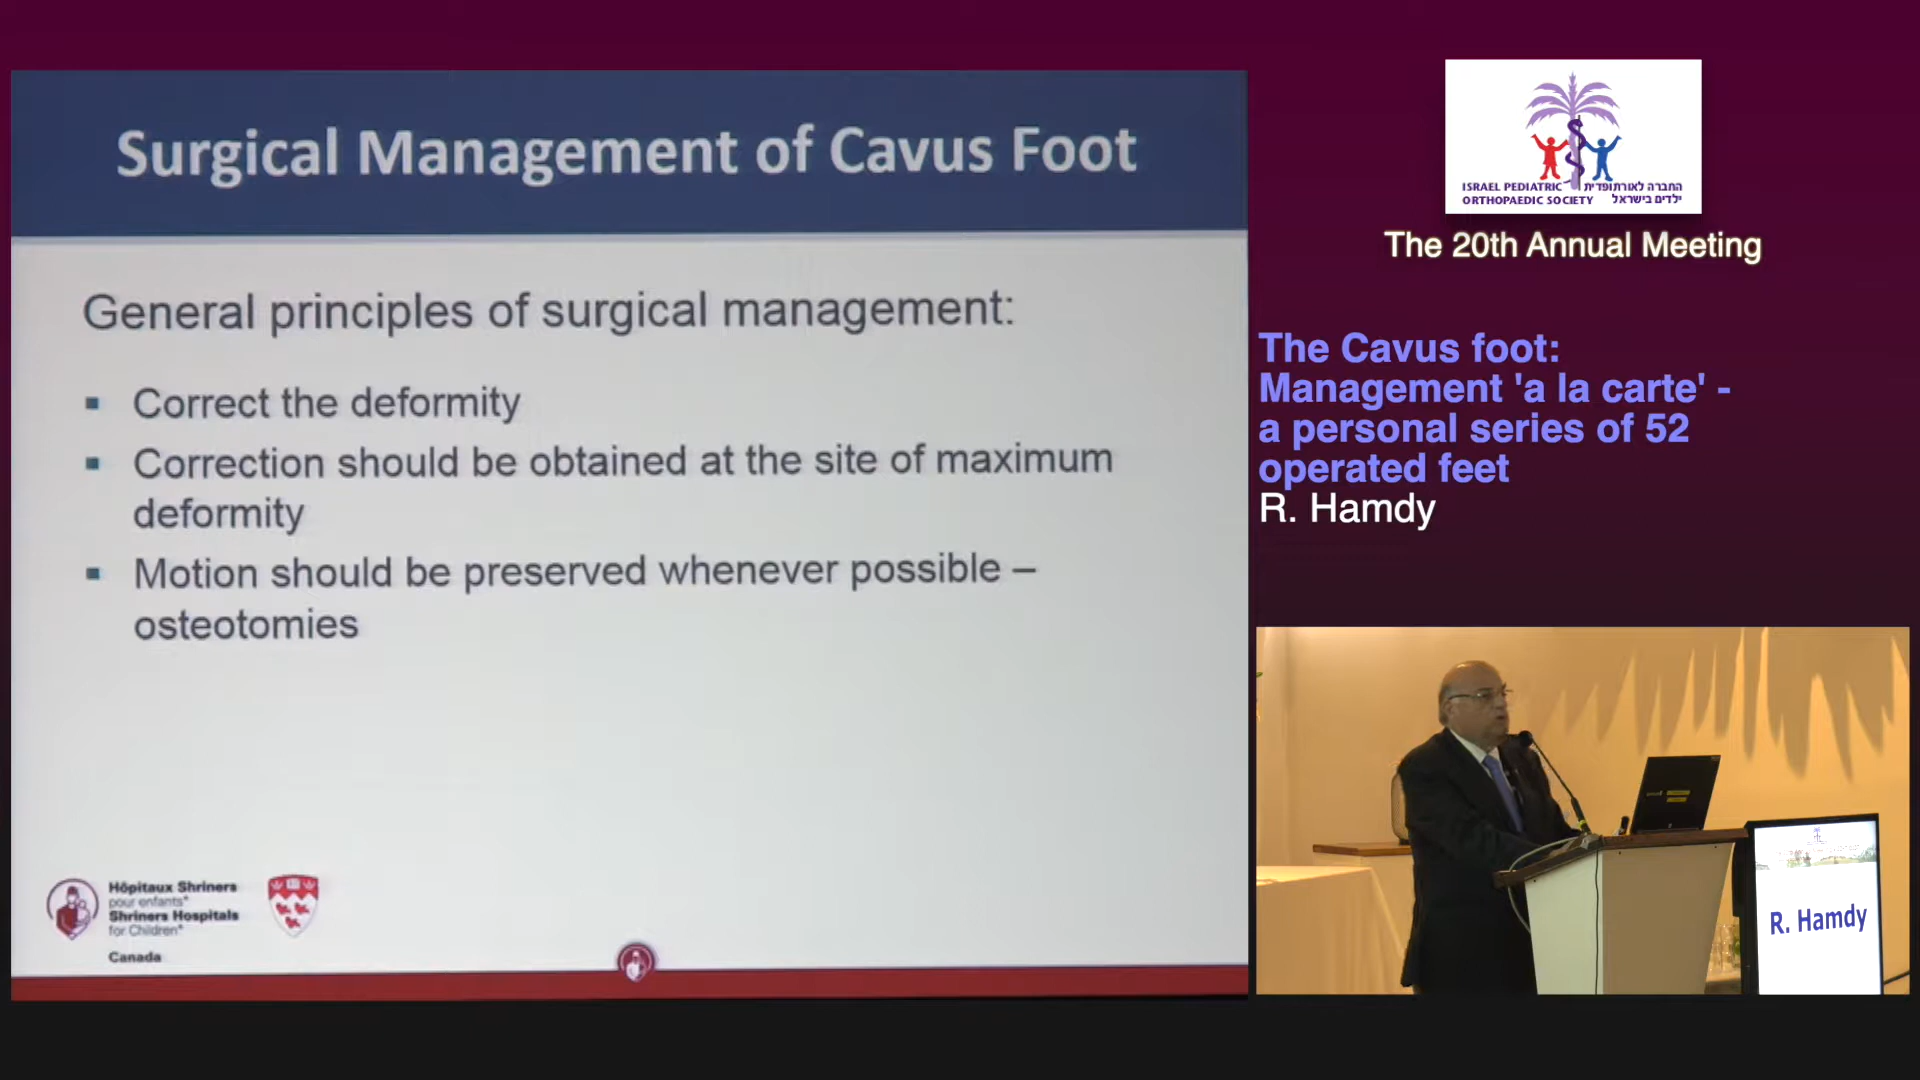 Surgical Management of Cavus Foot
General principles of surgical management:
▪ Correct the deformity
▪ Correction should be obtained at the site of maximum
deformity
▪ Motion should be preserved whenever possible –
osteotomies
Hôpitaux Shriners
pour enfants*
Shriners Hospitals
for Children*
Canada
ISRAEL PEDIATRIC החברה לאורתופדית
ORTHOPAEDIC SOCIETY ילדים בישראל
The 20th Annual Meeting
The Cavus foot:
Management 'a la carte' -
a personal series of 52
operated feet
R. Hamdy
R. Hamdy